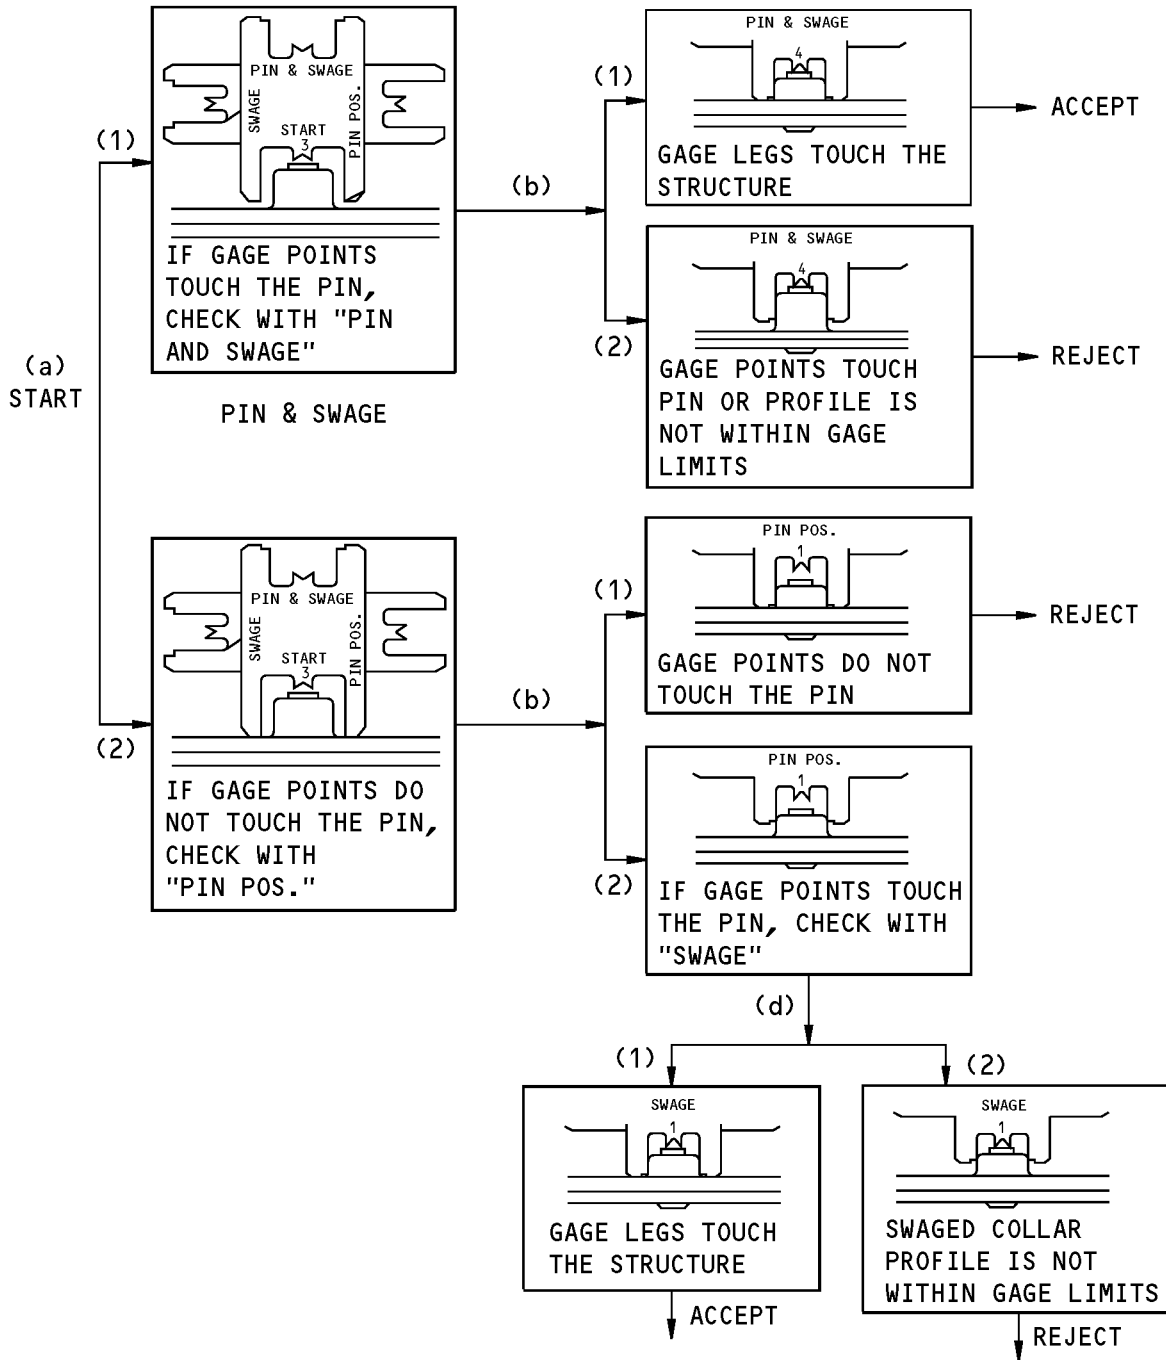 (a)
START
(1)
PIN & SWAGE
SWAGE
PIN POS.
START
3
IF GAGE POINTS
TOUCH THE PIN,
CHECK WITH "PIN
AND SWAGE"
PIN & SWAGE
(b)
(1)
PIN & SWAGE
4
GAGE LEGS TOUCH THE
STRUCTURE
ACCEPT
(2)
PIN & SWAGE
4
GAGE POINTS TOUCH
PIN OR PROFILE IS
NOT WITHIN GAGE
LIMITS
REJECT
(2)
PIN & SWAGE
SWAGE
PIN POS.
START
3
IF GAGE POINTS DO
NOT TOUCH THE PIN,
CHECK WITH
"PIN POS."
(b)
(1)
PIN POS.
1
GAGE POINTS DO NOT
TOUCH THE PIN
REJECT
(2)
PIN POS.
1
IF GAGE POINTS TOUCH
THE PIN, CHECK WITH
"SWAGE"
(d)
(1)
SWAGE
1
GAGE LEGS TOUCH
THE STRUCTURE
ACCEPT
(2)
SWAGE
1
SWAGED COLLAR
PROFILE IS NOT
WITHIN GAGE LIMITS
REJECT